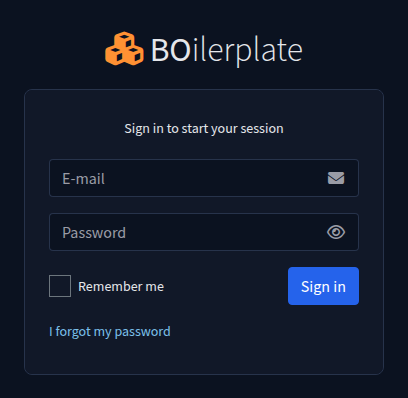 BOilerplate
Sign in to start your session
E-mail
Password
Remember me
Sign in
I forgot my password